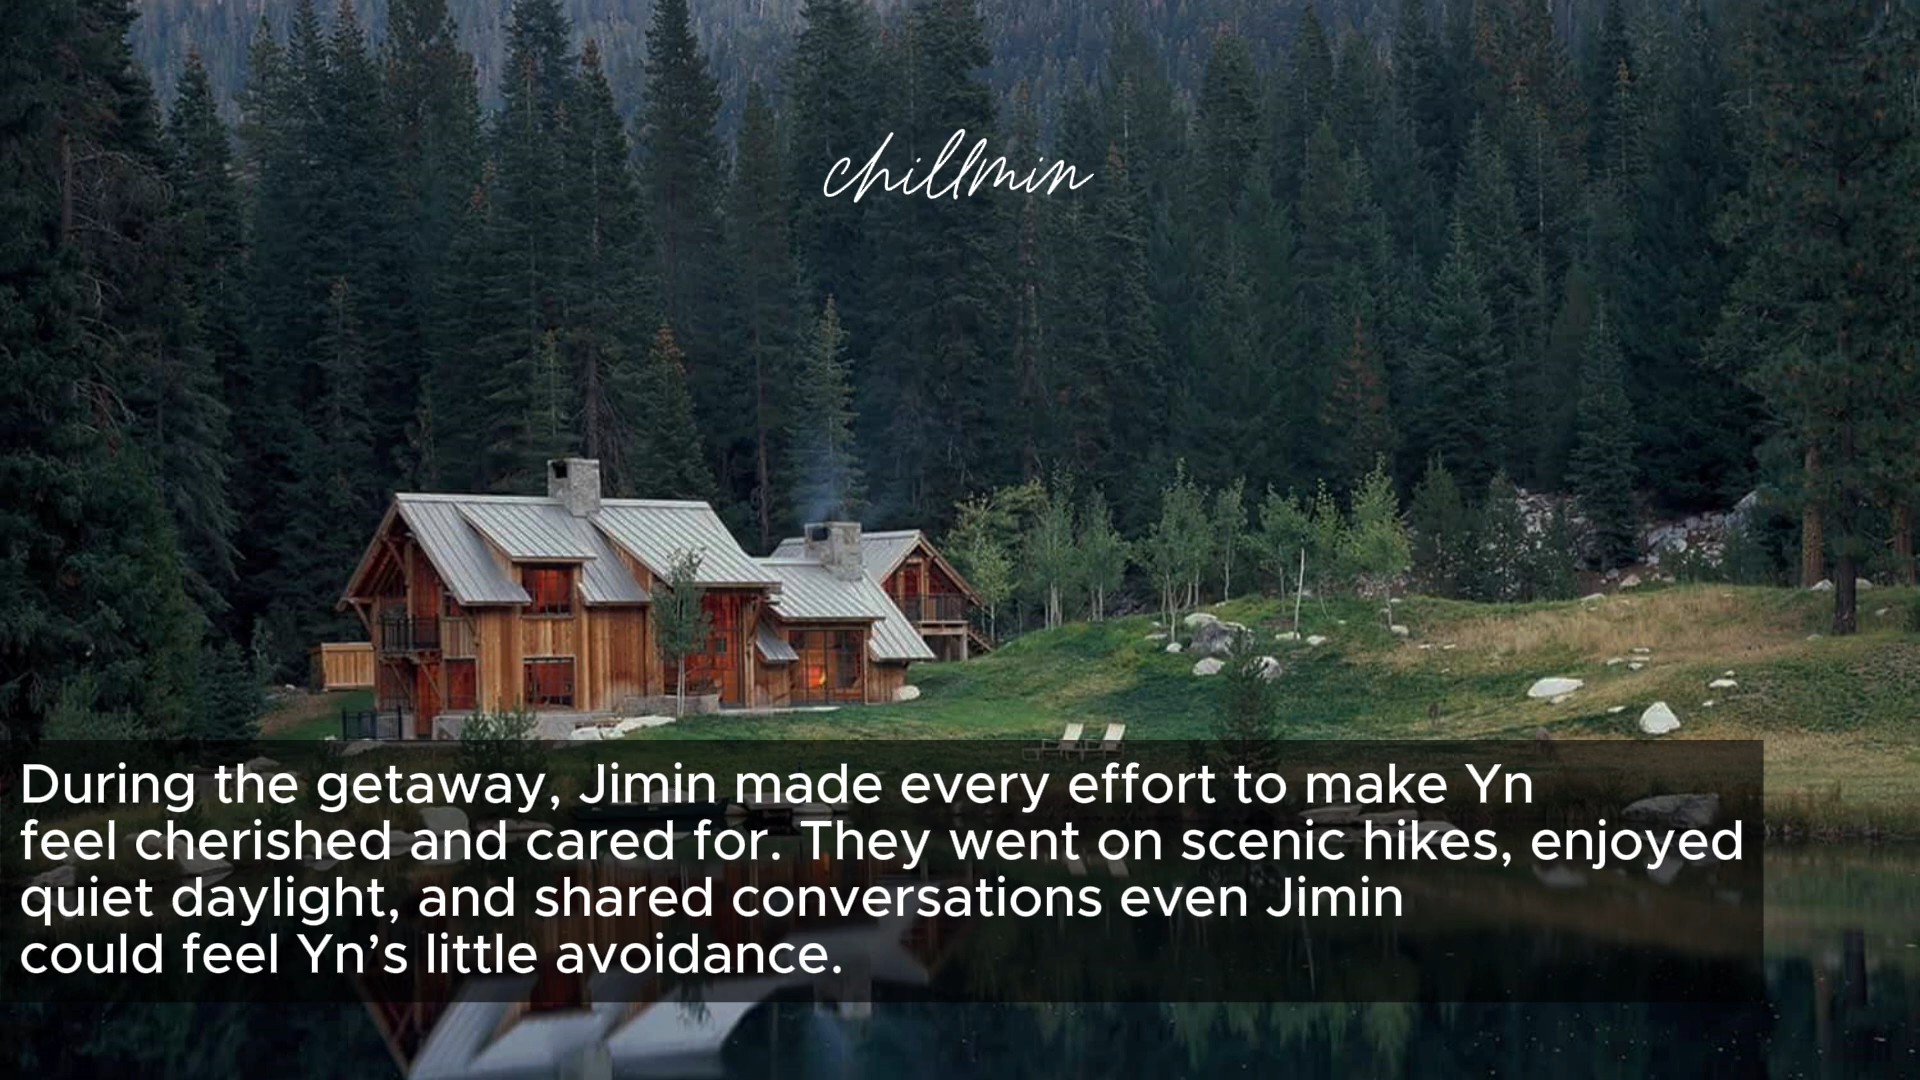 chillmin
During the getaway, Jimin made every effort to make Yn
feel cherished and cared for. They went on scenic hikes, enjoyed
quiet daylight, and shared conversations even Jimin
could feel Yn’s little avoidance.